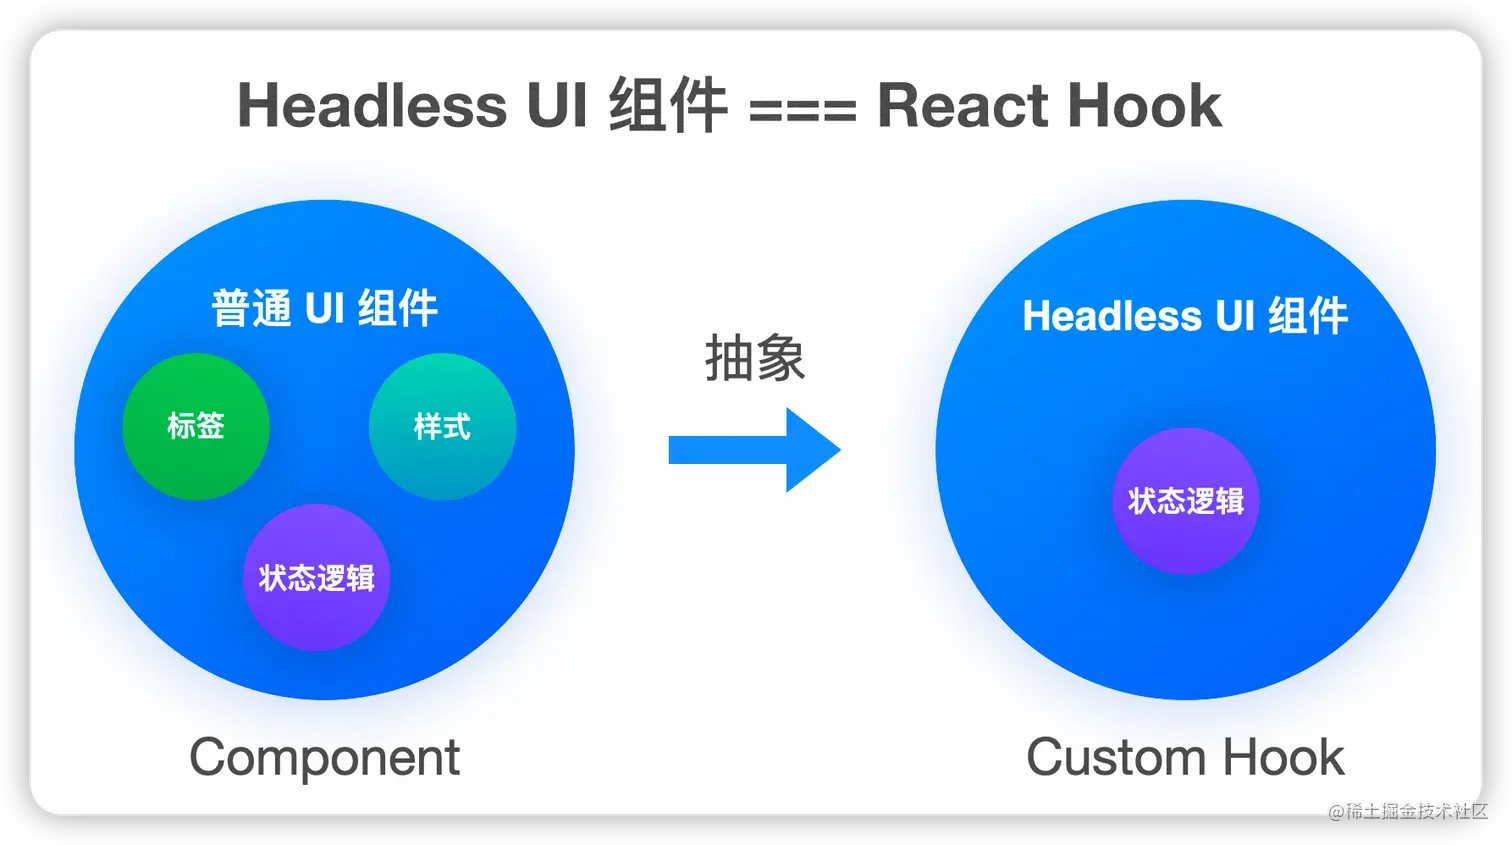 Headless UI 组件 === React Hook
普通 UI 组件
标签
样式
状态逻辑
Component
抽象
Headless UI 组件
状态逻辑
Custom Hook
@稀土掘金技术社区